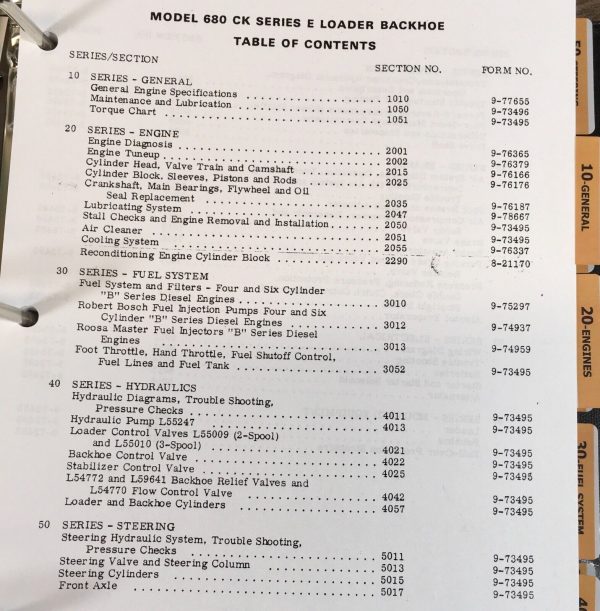 MODEL 680 CK SERIES E LOADER BACKHOE
TABLE OF CONTENTS
SERIES/SECTION SECTION NO. FORM NO.
10 SERIES - GENERAL
General Engine Specifications . . . . . . . . . . . . . . . . . . . 1010 9-77655
Maintenance and Lubrication . . . . . . . . . . . . . . . . . . . 1050 9-73496
Torque Chart . . . . . . . . . . . . . . . . . . . 1051 9-73495
20 SERIES - ENGINE
Engine Diagnosis . . . . . . . . . . . . . . . . . . . 2001 9-76365
Engine Tuneup . . . . . . . . . . . . . . . . . . . 2002 9-76379
Cylinder Head, Valve Train and Camshaft . . . . . . . . . . . . 2015 9-76166
Cylinder Block, Sleeves, Pistons and Rods . . . . . . . . . . . . 2025 9-76176
Crankshaft, Main Bearings, Flywheel and Oil
Seal Replacement . . . . . . . . . . . . . . . . . . . 2035 9-76187
Lubricating System . . . . . . . . . . . . . . . . . . . 2047 9-78667
Stall Checks and Engine Removal and Installation . . . . . . . . 2050 9-73495
Air Cleaner . . . . . . . . . . . . . . . . . . . 2051 9-73495
Cooling System . . . . . . . . . . . . . . . . . . . 2055 9-76337
Reconditioning Engine Cylinder Block . . . . . . . . . . . . 2290 8-21170
30 SERIES - FUEL SYSTEM
Fuel System and Filters - Four and Six Cylinder
"B" Series Diesel Engines . . . . . . . . . . . . . . . . 3010 9-75297
Robert Bosch Fuel Injection Pumps Four and Six
Cylinder "B" Series Diesel Engines . . . . . . . . . . . . 3012 9-74937
Roosa Master Fuel Injectors "B" Series Diesel
Engines . . . . . . . . . . . . . . . . . . . 3013 9-74959
Foot Throttle, Hand Throttle, Fuel Shutoff Control,
Fuel Lines and Fuel Tank . . . . . . . . . . . . . . . . 3052 9-73495
40 SERIES - HYDRAULICS
Hydraulic Diagrams, Trouble Shooting,
Pressure Checks . . . . . . . . . . . . . . . . . . . 4011 9-73495
Hydraulic Pump L55247 . . . . . . . . . . . . . . . . . . . 4013 9-73495
Loader Control Valves L55009 (2-Spool)
and L55010 (3-Spool) . . . . . . . . . . . . . . . . . . . 4021 9-73495
Backhoe Control Valve . . . . . . . . . . . . . . . . . . . 4022 9-73495
Stabilizer Control Valve . . . . . . . . . . . . . . . . . . . 4025 9-73495
L54772 and L59641 Backhoe Relief Valves and
L54770 Flow Control Valve . . . . . . . . . . . . . . . . 4042 9-73495
Loader and Backhoe Cylinders . . . . . . . . . . . . . . . . 4057 9-73495
50 SERIES - STEERING
Steering Hydraulic System, Trouble Shooting,
Pressure Checks . . . . . . . . . . . . . . . . . . . 5011 9-73495
Steering Valve and Steering Column . . . . . . . . . . . . . . 5013 9-73495
Steering Cylinders . . . . . . . . . . . . . . . . . . . 5015 9-73495
Front Axle . . . . . . . . . . . . . . . . . . . 5017 9-73495
50-STEERING
10-GENERAL
20-ENGINES
30-FUEL SYSTEM